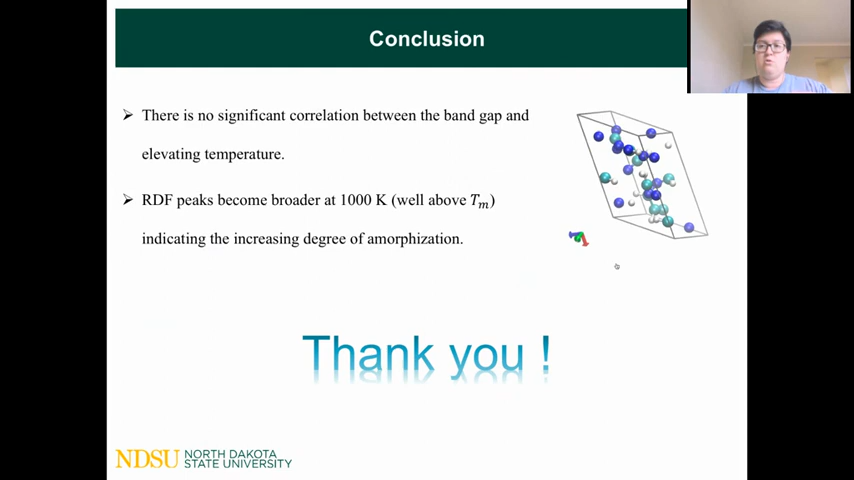 Conclusion
➢ There is no significant correlation between the band gap and
elevating temperature.
➢ RDF peaks become broader at 1000 K (well above Tₘ)
indicating the increasing degree of amorphization.
Thank you !
NDSU NORTH DAKOTA
STATE UNIVERSITY